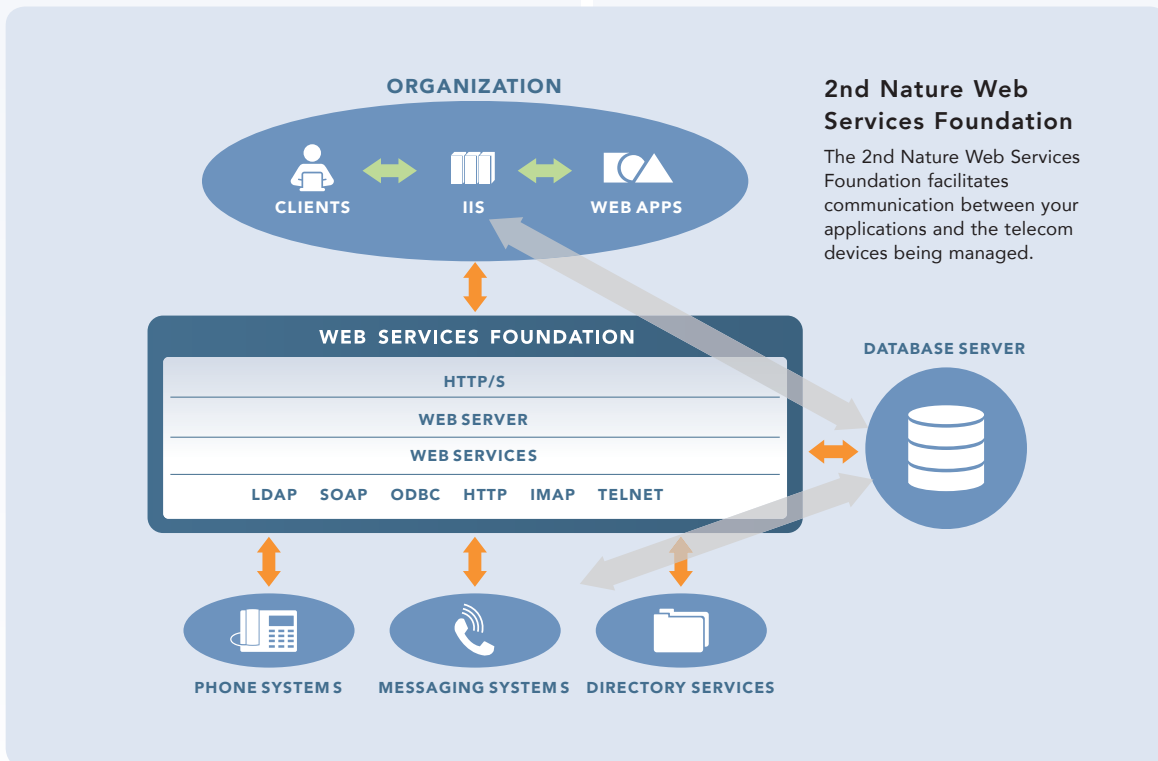 ORGANIZATION
CLIENTS
IIS
WEB APPS
2nd Nature Web
Services Foundation
The 2nd Nature Web Services
Foundation facilitates
communication between your
applications and the telecom
devices being managed.
WEB SERVICES FOUNDATION
HTTP/S
WEB SERVER
WEB SERVICES
LDAP SOAP ODBC HTTP IMAP TELNET
DATABASE SERVER
PHONE SYSTEMS
MESSAGING SYSTEMS
DIRECTORY SERVICES